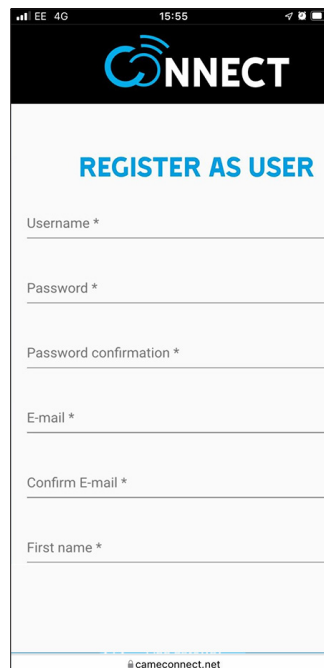 EE 4G 15:55
CONNECT
REGISTER AS USER
Username *
Password *
Password confirmation *
E-mail *
Confirm E-mail *
First name *
cameconnect.net